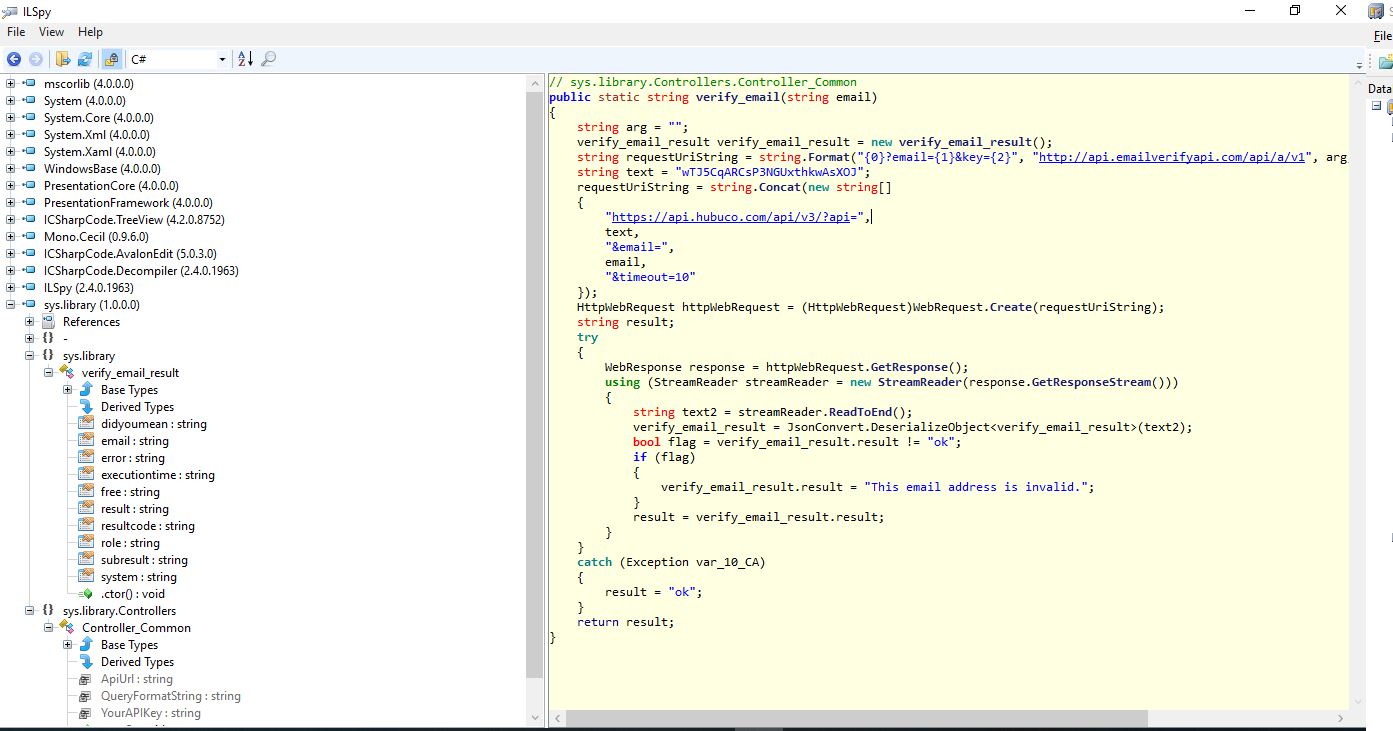 ILSpy
File View Help
C#
File
Data
mscorlib (4.0.0.0)
System (4.0.0.0)
System.Core (4.0.0.0)
System.Xml (4.0.0.0)
System.Xaml (4.0.0.0)
WindowsBase (4.0.0.0)
PresentationCore (4.0.0.0)
PresentationFramework (4.0.0.0)
ICSharpCode.TreeView (4.2.0.8752)
Mono.Cecil (0.9.6.0)
ICSharpCode.AvalonEdit (5.0.3.0)
ICSharpCode.Decompiler (2.4.0.1963)
ILSpy (2.4.0.1963)
sys.library (1.0.0.0)
References
{} -
{} sys.library
verify_email_result
Base Types
Derived Types
didyoumean : string
email : string
error : string
executiontime : string
free : string
result : string
resultcode : string
role : string
subresult : string
system : string
.ctor() : void
{} sys.library.Controllers
Controller_Common
Base Types
Derived Types
ApiUrl : string
QueryFormatString : string
YourAPIKey : string
// sys.library.Controllers.Controller_Common
public static string verify_email(string email)
{
string arg = "";
verify_email_result verify_email_result = new verify_email_result();
string requestUriString = string.Format("{0}?email={1}&key={2}", "http://api.emailverifyapi.com/api/a/v1", arg
string text = "wTJ5CqARCsP3NGUxthkwAsXOJ";
requestUriString = string.Concat(new string[]
{
"https://api.hubuco.com/api/v3/?api=",
text,
"&email=",
email,
"&timeout=10"
});
HttpWebRequest httpWebRequest = (HttpWebRequest)WebRequest.Create(requestUriString);
string result;
try
{
WebResponse response = httpWebRequest.GetResponse();
using (StreamReader streamReader = new StreamReader(response.GetResponseStream()))
{
string text2 = streamReader.ReadToEnd();
verify_email_result = JsonConvert.DeserializeObject<verify_email_result>(text2);
bool flag = verify_email_result.result != "ok";
if (flag)
{
verify_email_result.result = "This email address is invalid.";
}
result = verify_email_result.result;
}
}
catch (Exception var_10_CA)
{
result = "ok";
}
return result;
}